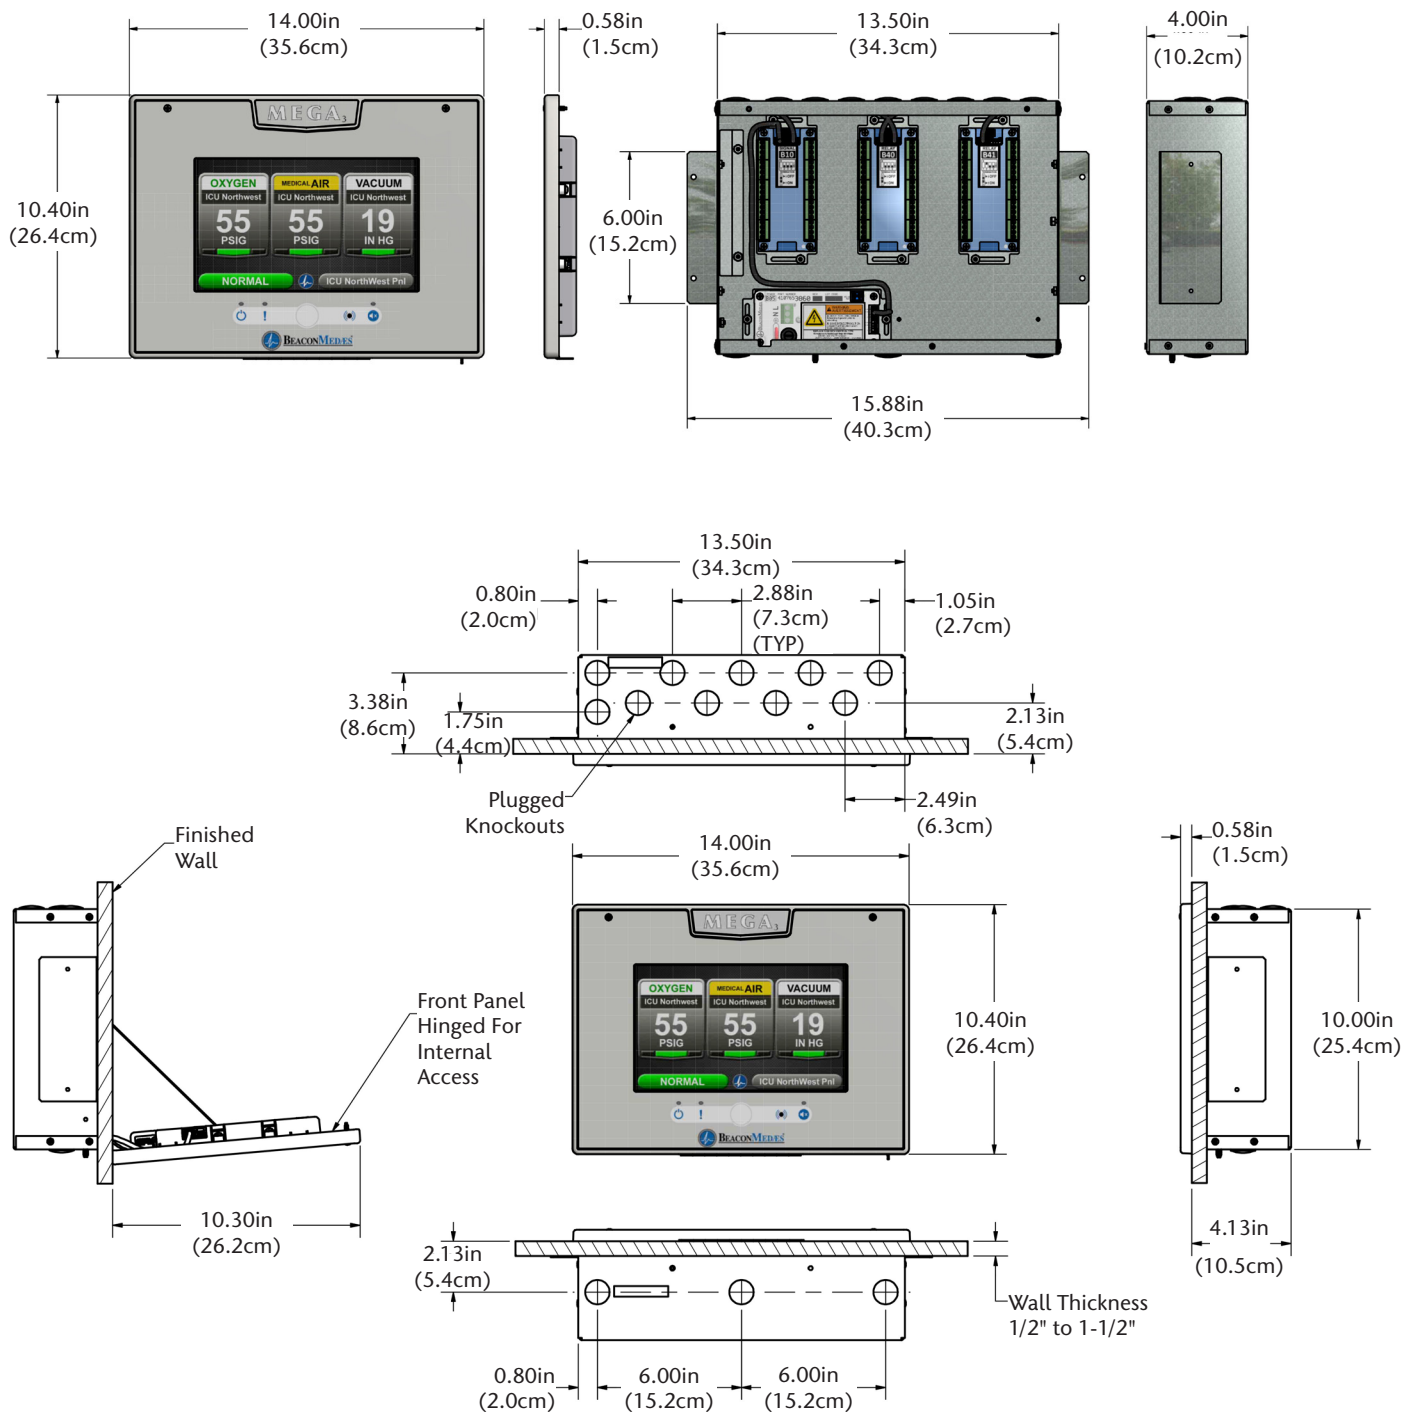 14.00in
(35.6cm)
0.58in
(1.5cm)
13.50in
(34.3cm)
4.00in
(10.2cm)
10.40in
(26.4cm)
MEGA3
OXYGEN
ICU Northwest
55
PSIG
MEDICAL AIR
ICU Northwest
55
PSIG
VACUUM
ICU Northwest
19
IN HG
NORMAL
ICU NorthWest Pnl
BEACONMEDÆS
6.00in
(15.2cm)
B10
B40
B41
15.88in
(40.3cm)
13.50in
(34.3cm)
0.80in
(2.0cm)
2.88in
(7.3cm)
(TYP)
1.05in
(2.7cm)
3.38in
(8.6cm)
1.75in
(4.4cm)
2.13in
(5.4cm)
Plugged
Knockouts
2.49in
(6.3cm)
Finished
Wall
14.00in
(35.6cm)
0.58in
(1.5cm)
MEGA3
OXYGEN
ICU Northwest
55
PSIG
MEDICAL AIR
ICU Northwest
55
PSIG
VACUUM
ICU Northwest
19
IN HG
NORMAL
ICU NorthWest Pnl
BEACONMEDÆS
Front Panel
Hinged For
Internal
Access
10.40in
(26.4cm)
10.00in
(25.4cm)
10.30in
(26.2cm)
2.13in
(5.4cm)
4.13in
(10.5cm)
Wall Thickness
1/2" to 1-1/2"
0.80in
(2.0cm)
6.00in
(15.2cm)
6.00in
(15.2cm)